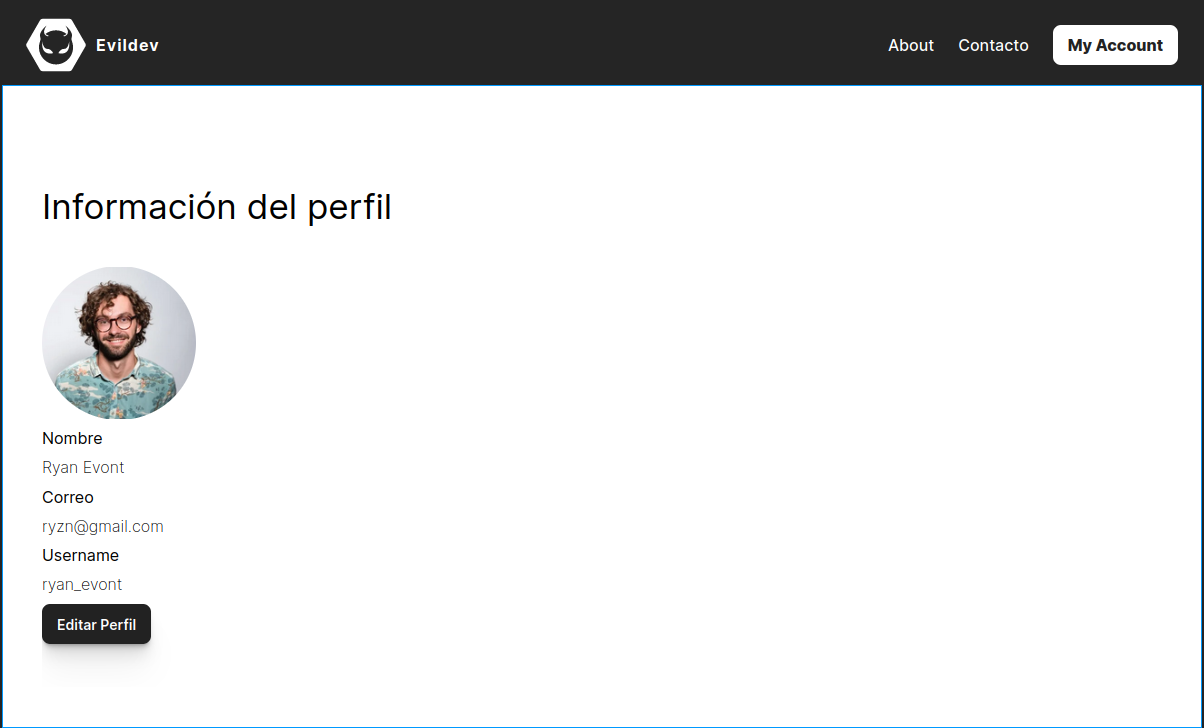 Evildev
About Contacto My Account
Información del perfil
Nombre
Ryan Evont
Correo
ryzn@gmail.com
Username
ryan_evont
Editar Perfil